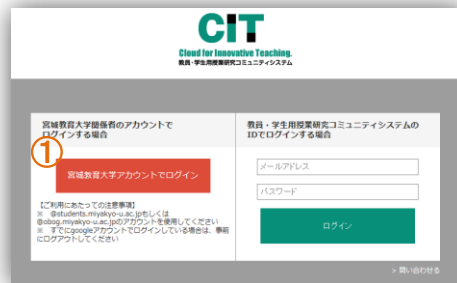 CIT
Cloud for Innovative Teaching.
教員・学生用授業研究コミュニティシステム
宮城教育大学関係者のアカウントで
ログインする場合
①
宮城教育大学アカウントでログイン
【ご利用にあたっての注意事項】
※ @students.miyakyo-u.ac.jpもしくは
@obog.miyakyo-u.ac.jpのアカウントを使用してください
※ すでにgoogleアカウントでログインしている場合は、事前
にログアウトしてください
教員・学生用授業研究コミュニティシステムの
IDでログインする場合
メールアドレス
パスワード
ログイン
> 問い合わせる